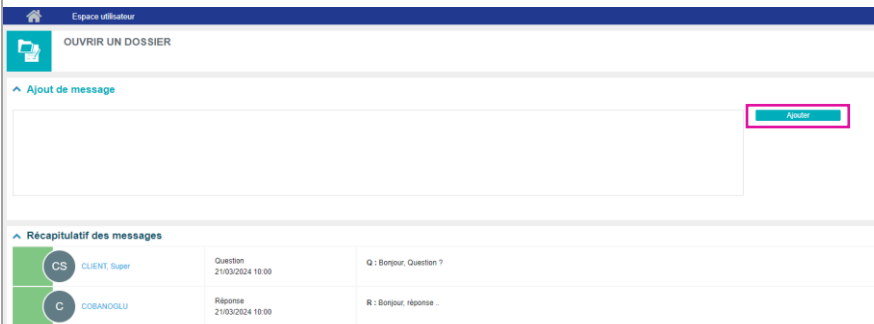 Espace utilisateur
OUVRIR UN DOSSIER
Ajout de message
Ajouter
Récapitulatif des messages
CS CLIENT, Super Question Q : Bonjour, Question ?
21/03/2024 10:00
C COBANOGLU Réponse R : Bonjour, réponse ..
21/03/2024 10:00